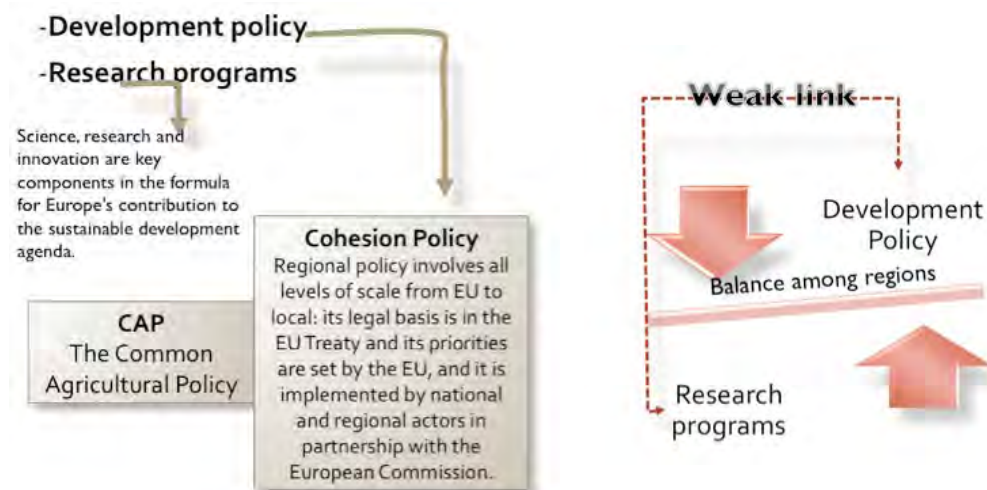 -Development policy
-Research programs
Science, research and
innovation are key
components in the formula
for Europe's contribution to
the sustainable development
agenda.
Cohesion Policy
Regional policy involves all
levels of scale from EU to
local: its legal basis is in the
EU Treaty and its priorities
are set by the EU, and it is
implemented by national
and regional actors in
partnership with the
European Commission.
CAP
The Common
Agricultural Policy
Weak link
Development
Policy
Balance among regions
Research
programs